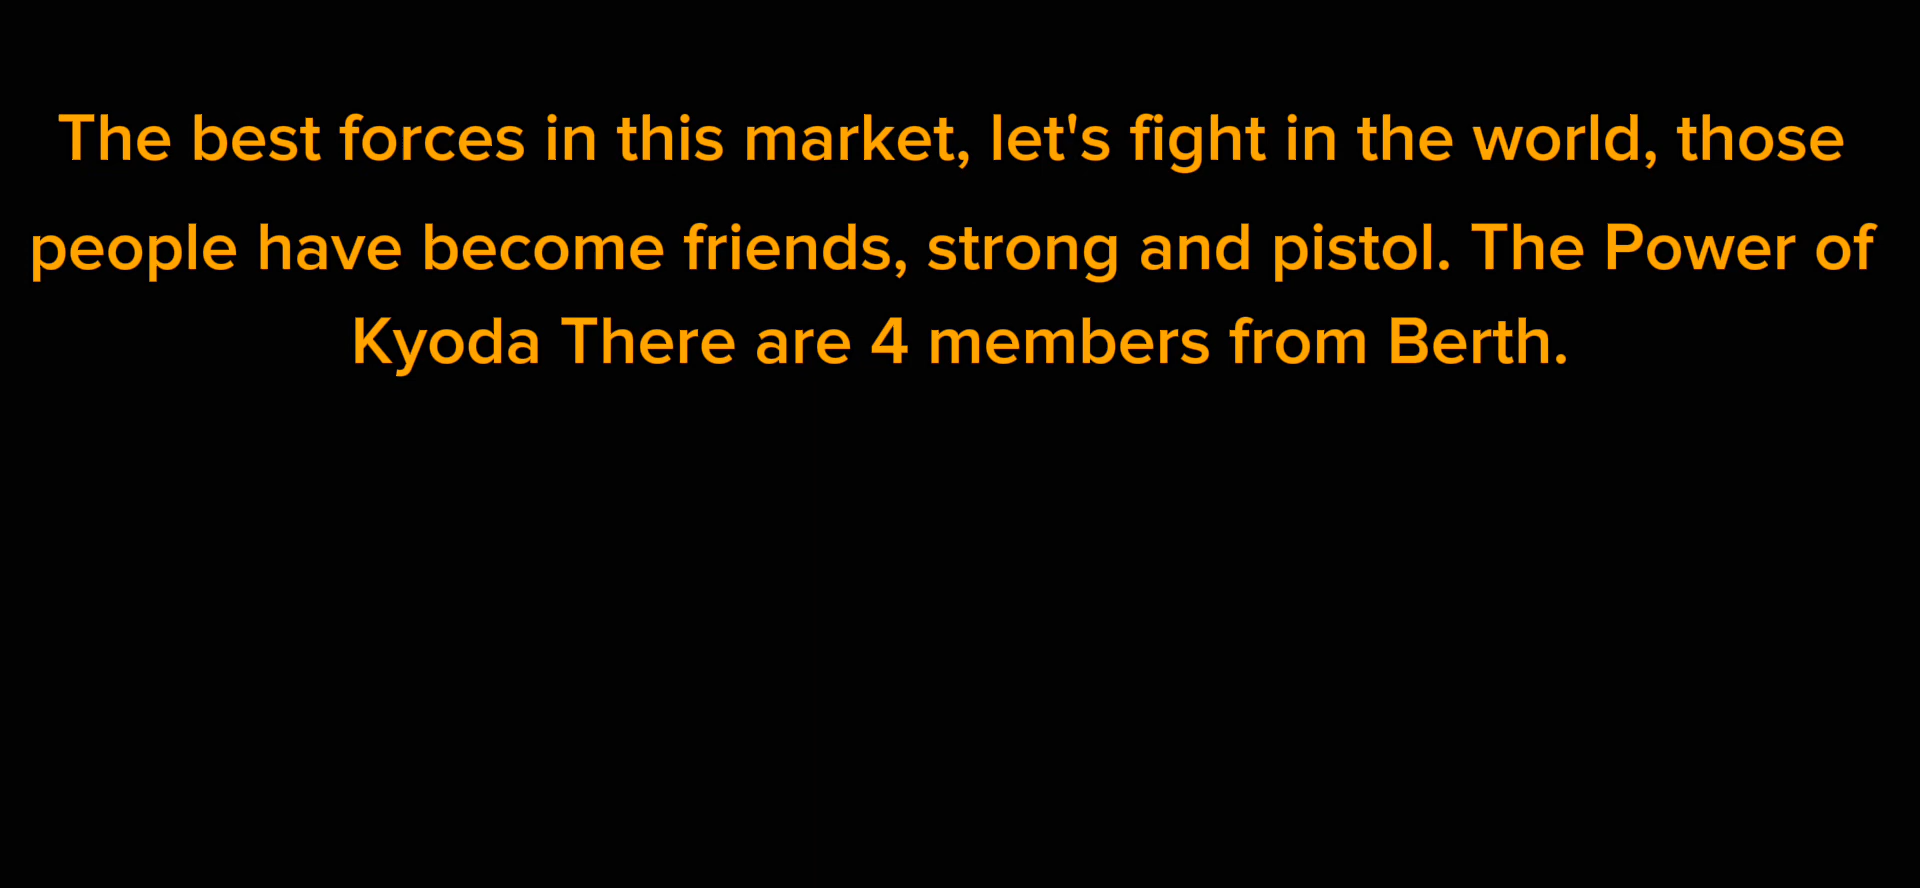 The best forces in this market, let's fight in the world, those
people have become friends, strong and pistol. The Power of
Kyoda There are 4 members from Berth.